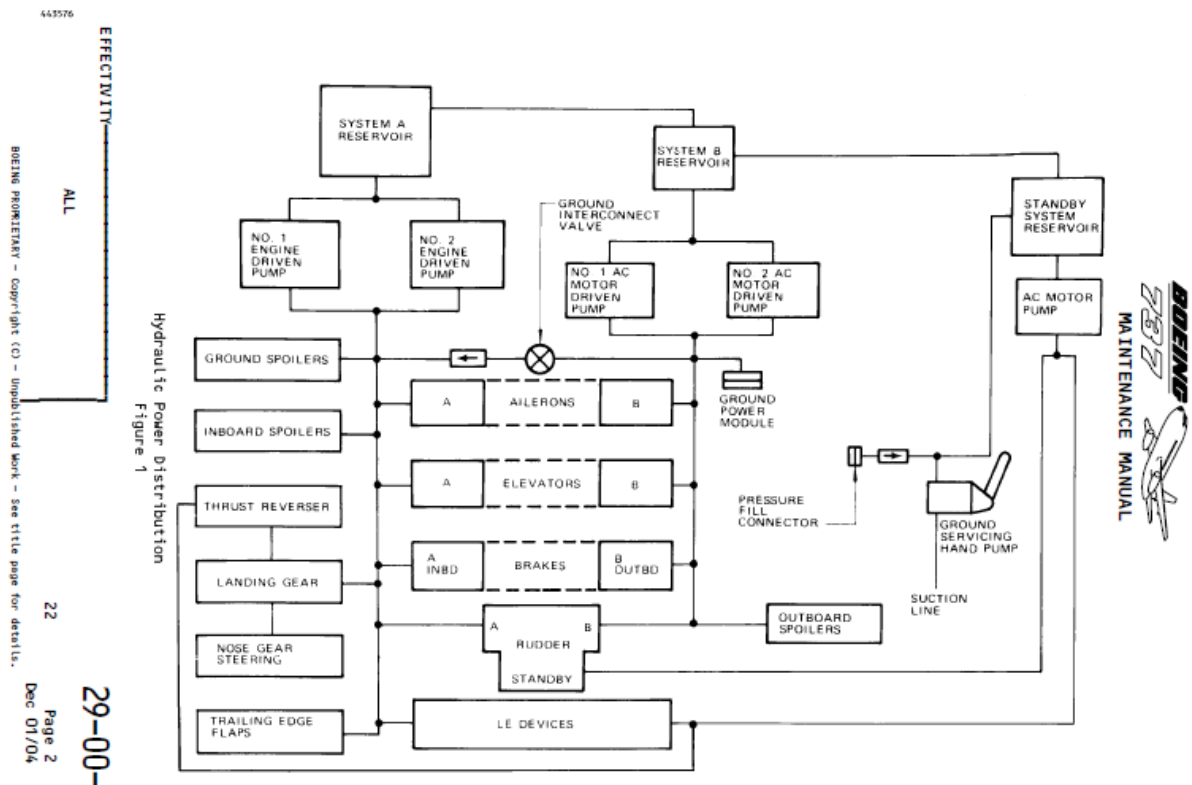 443576
EFFECTIVITY
ALL
BOEING PROPRIETARY - Copyright (C) - Unpublished Work - See title page for details.
SYSTEM A
RESERVOIR
SYSTEM B
RESERVOIR
STANDBY
SYSTEM
RESERVOIR
NO. 1
ENGINE
DRIVEN
PUMP
NO. 2
ENGINE
DRIVEN
PUMP
GROUND
INTERCONNECT
VALVE
NO. 1 AC
MOTOR
DRIVEN
PUMP
NO. 2 AC
MOTOR
DRIVEN
PUMP
AC MOTOR
PUMP
GROUND SPOILERS
A
AILERONS
B
GROUND
POWER
MODULE
INBOARD SPOILERS
A
ELEVATORS
B
PRESSURE
FILL
CONNECTOR
GROUND
SERVICING
HAND PUMP
THRUST REVERSER
A
INBD
BRAKES
B
OUTBD
LANDING GEAR
SUCTION
LINE
A
B
RUDDER
STANDBY
OUTBOARD
SPOILERS
NOSE GEAR
STEERING
TRAILING EDGE
FLAPS
LE DEVICES
Hydraulic Power Distribution
Figure 1
BOEING
737
MAINTENANCE MANUAL
22
29-00-
Page 2
Dec 01/04